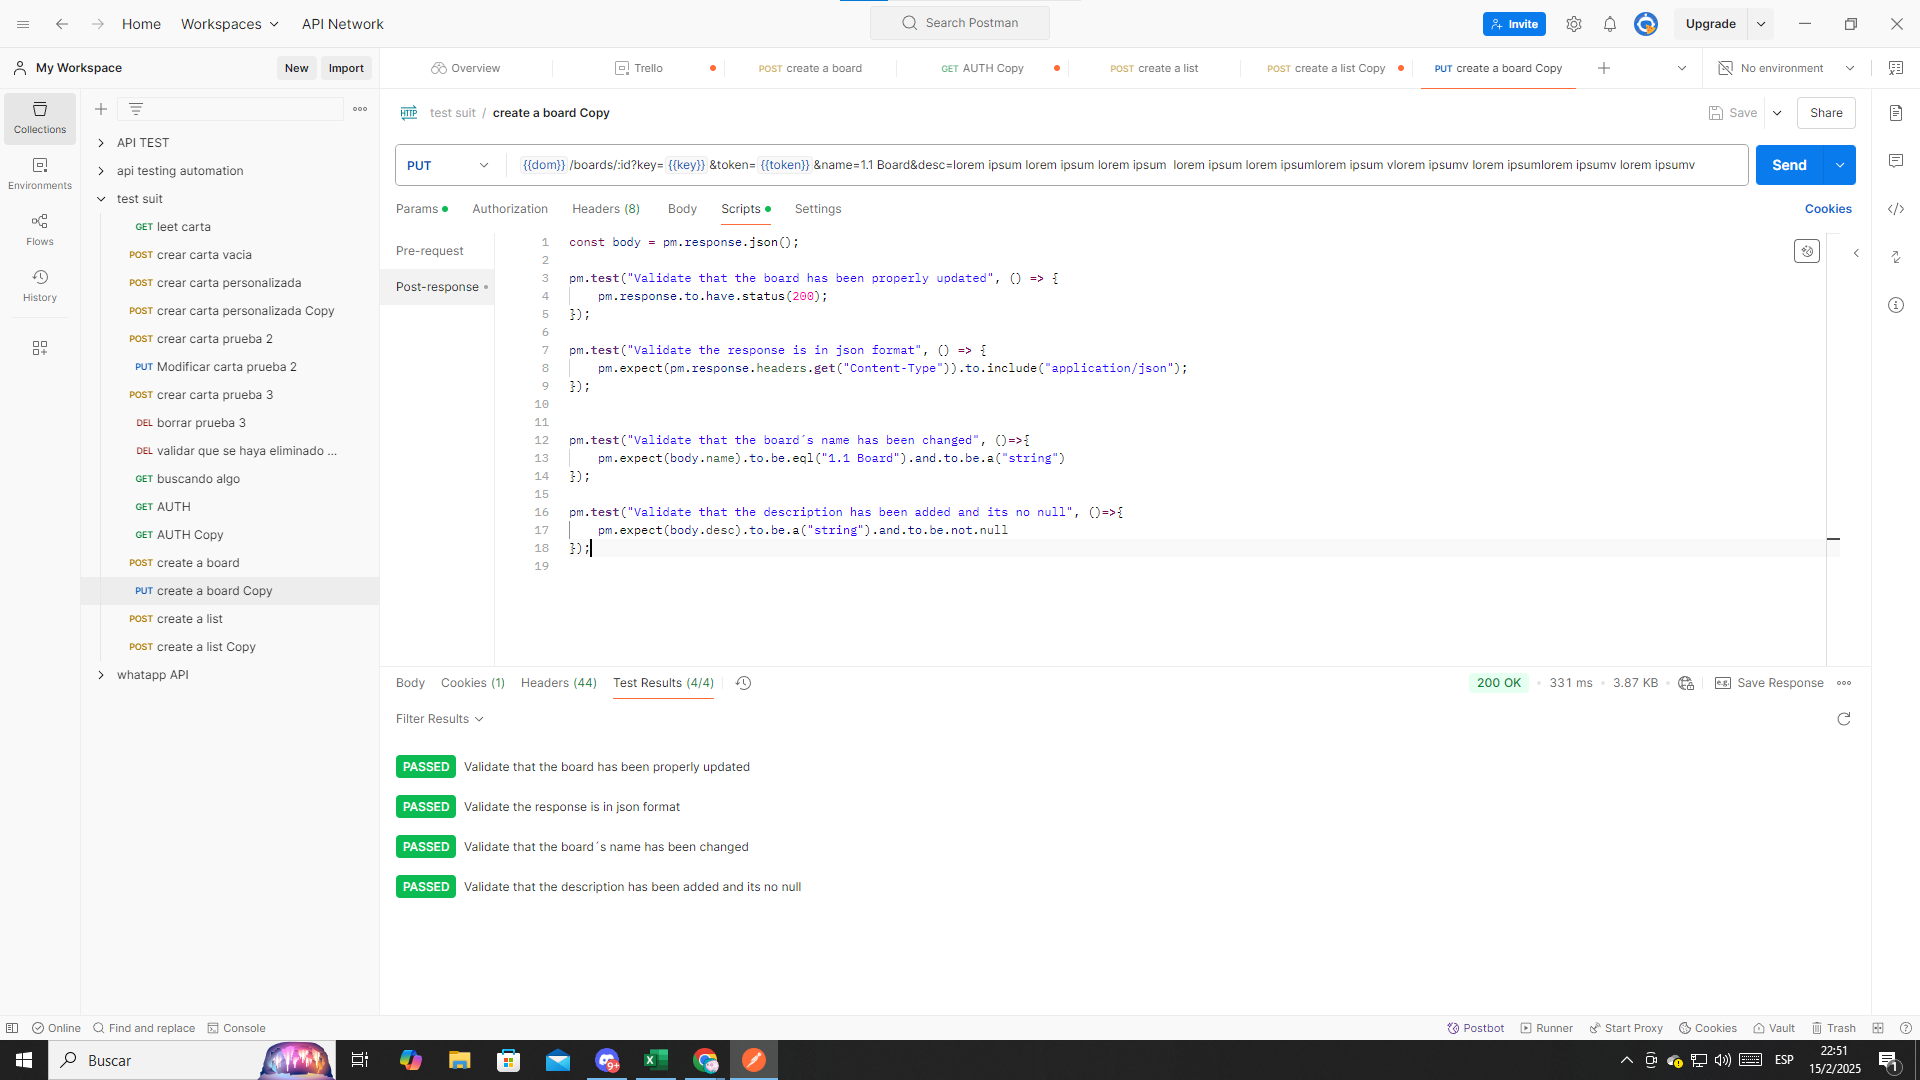 Home
Workspaces
API Network
Search Postman
Invite
Upgrade
My Workspace
New
Import
Overview
Trello
POST create a board
GET AUTH Copy
POST create a list
POST create a list Copy
PUT create a board Copy
No environment
Collections
Environments
Flows
History
API TEST
api testing automation
test suit
GET leet carta
POST crear carta vacia
POST crear carta personalizada
POST crear carta personalizada Copy
POST crear carta prueba 2
PUT Modificar carta prueba 2
POST crear carta prueba 3
DEL borrar prueba 3
DEL validar que se haya eliminado ...
GET buscando algo
GET AUTH
GET AUTH Copy
POST create a board
PUT create a board Copy
POST create a list
POST create a list Copy
whatapp API
HTTP test suit / create a board Copy
Save
Share
PUT
{{dom}} /boards/:id?key= {{key}} &token= {{token}} &name=1.1 Board&desc=lorem ipsum lorem ipsum lorem ipsum  lorem ipsum lorem ipsumlorem ipsum vlorem ipsumv lorem ipsumlorem ipsumv lorem ipsumv
Send
Params
Authorization
Headers (8)
Body
Scripts
Settings
Cookies
Pre-request
Post-response
1 const body = pm.response.json();
2
3 pm.test("Validate that the board has been properly updated", () => {
4     pm.response.to.have.status(200);
5 });
6
7 pm.test("Validate the response is in json format", () => {
8     pm.expect(pm.response.headers.get("Content-Type")).to.include("application/json");
9 });
10
11
12 pm.test("Validate that the board´s name has been changed", ()=>{
13     pm.expect(body.name).to.be.eql("1.1 Board").and.to.be.a("string")
14 });
15
16 pm.test("Validate that the description has been added and its no null", ()=>{
17     pm.expect(body.desc).to.be.a("string").and.to.be.not.null
18 });
19
Body
Cookies (1)
Headers (44)
Test Results (4/4)
200 OK
331 ms
3.87 KB
e.g.
Save Response
Filter Results
PASSED Validate that the board has been properly updated
PASSED Validate the response is in json format
PASSED Validate that the board´s name has been changed
PASSED Validate that the description has been added and its no null
Online
Find and replace
Console
Postbot
Runner
Start Proxy
Cookies
Vault
Trash
Buscar
9+
ESP
22:51
15/2/2025
1